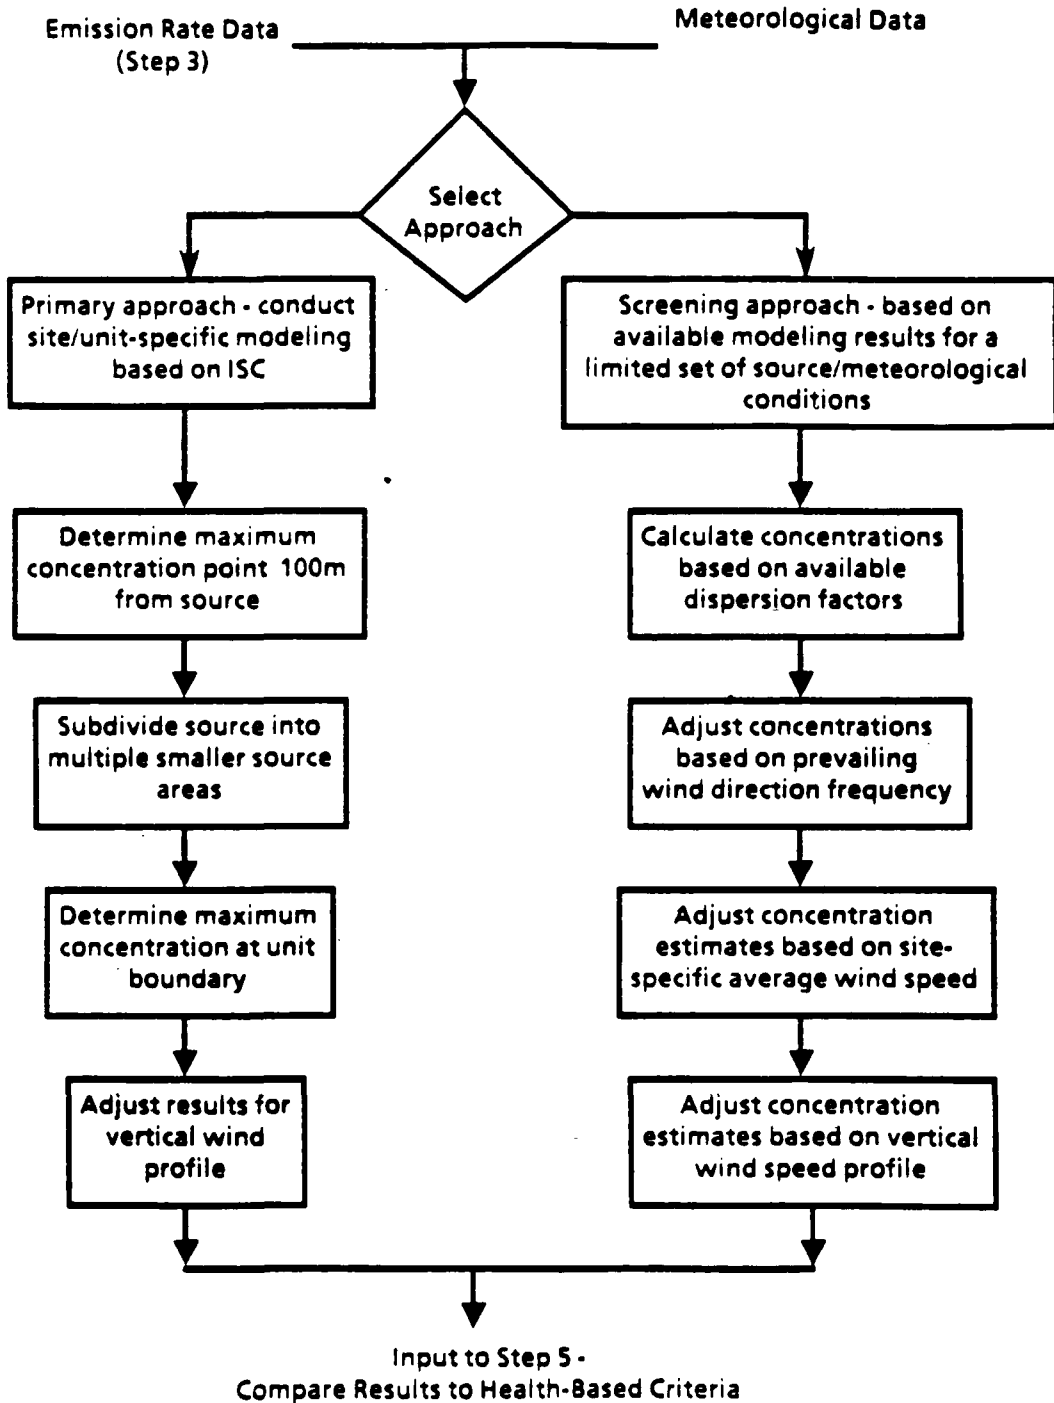 Emission Rate Data
(Step 3)
Meteorological Data
Select
Approach
Primary approach - conduct
site/unit-specific modeling
based on ISC
Determine maximum
concentration point 100m
from source
Subdivide source into
multiple smaller source
areas
Determine maximum
concentration at unit
boundary
Adjust results for
vertical wind
profile
Screening approach - based on
available modeling results for a
limited set of source/meteorological
conditions
Calculate concentrations
based on available
dispersion factors
Adjust concentrations
based on prevailing
wind direction frequency
Adjust concentration
estimates based on site-
specific average wind speed
Adjust concentration
estimates based on vertical
wind speed profile
Input to Step 5 -
Compare Results to Health-Based Criteria